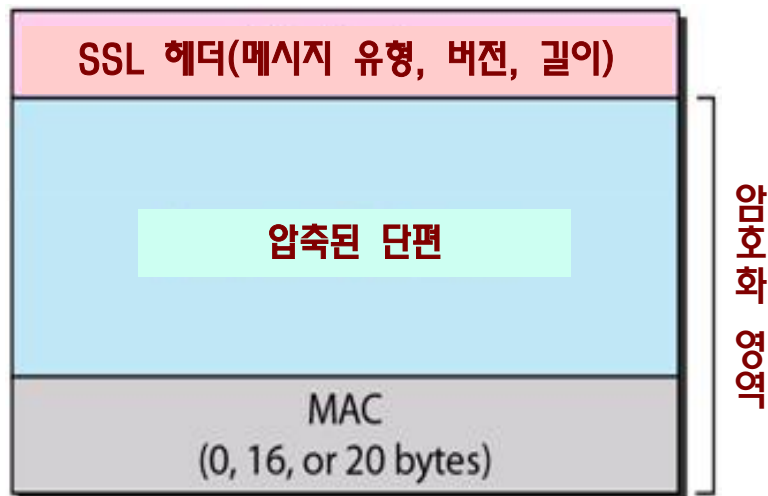 SSL 헤더(메시지 유형, 버전, 길이)
압축된 단편
암호화 영역
MAC
(0, 16, or 20 bytes)